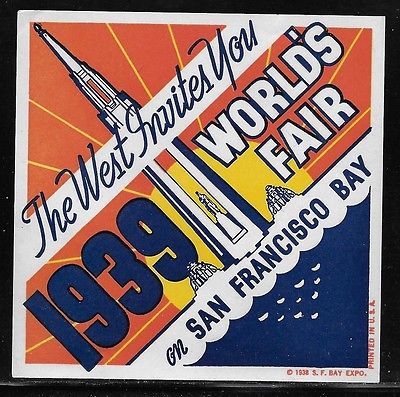 The West Invites You
1939
WORLD'S
FAIR
on SAN FRANCISCO BAY
© 1938 S. F. BAY EXPO.
PRINTED IN U.S.A.